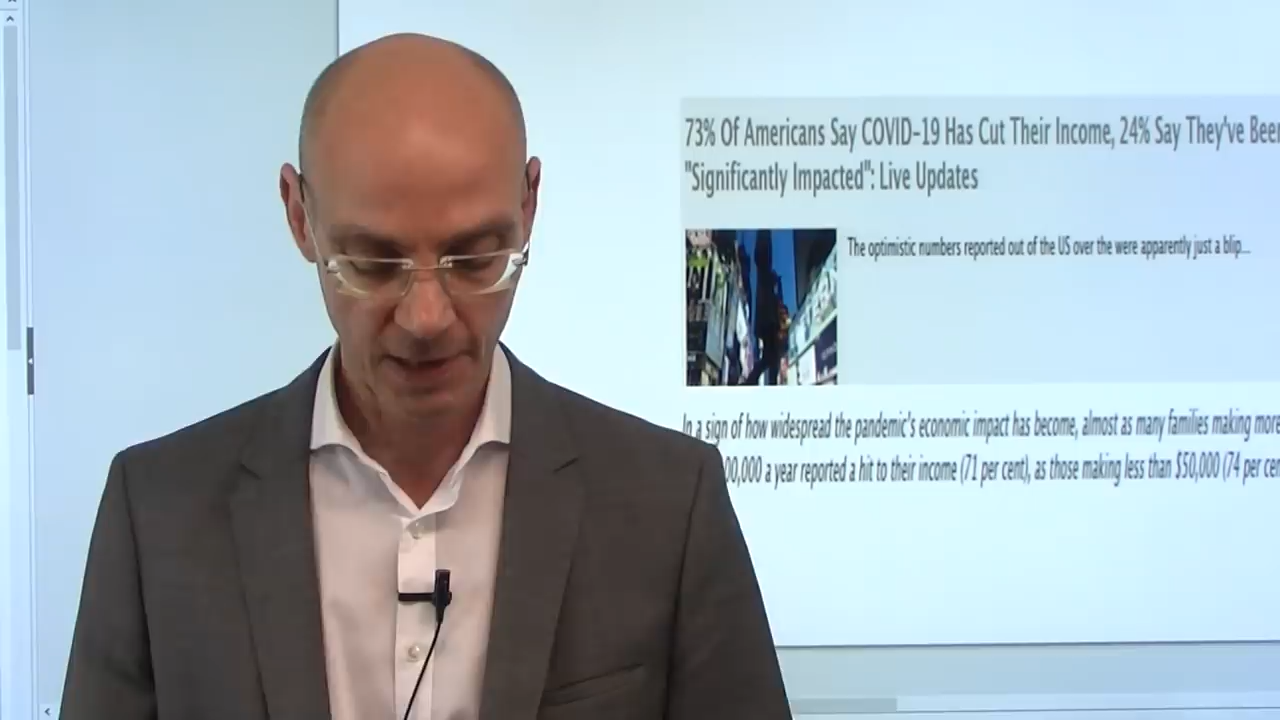 73% Of Americans Say COVID-19 Has Cut Their Income, 24% Say They've Been
"Significantly Impacted": Live Updates
The optimistic numbers reported out of the US over the were apparently just a blip...
In a sign of how widespread the pandemic's economic impact has become, almost as many families making more
00,000 a year reported a hit to their income (71 per cent), as those making less than $50,000 (74 per cen